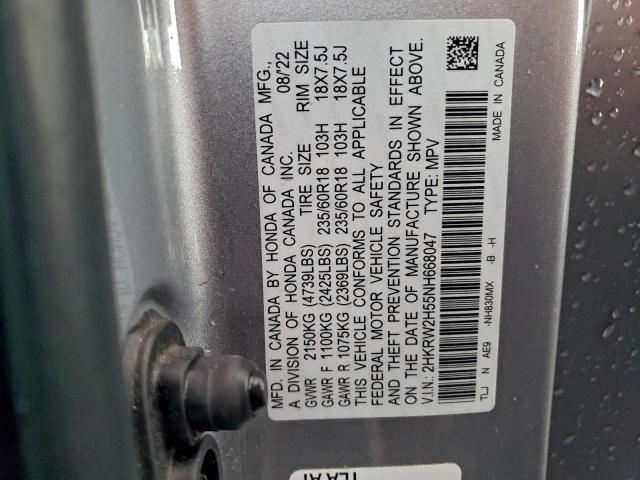 MFD. IN CANADA BY HONDA OF CANADA MFG.,
A DIVISION OF HONDA CANADA INC. 08/'22
GVWR 2150KG (4739LBS) TIRE SIZE RIM SIZE
GAWR F 1100KG (2425LBS) 235/60R18 103H 18X7.5J
GAWR R 1075KG (2369LBS) 235/60R18 103H 18X7.5J
THIS VEHICLE CONFORMS TO ALL APPLICABLE
FEDERAL MOTOR VEHICLE SAFETY
AND THEFT PREVENTION STANDARDS IN EFFECT
ON THE DATE OF MANUFACTURE SHOWN ABOVE.
V.I.N.: 2HKRW2H55NH668047 TYPE: MPV
TLJ N AE9 -NH830MX -B -H MADE IN CANADA